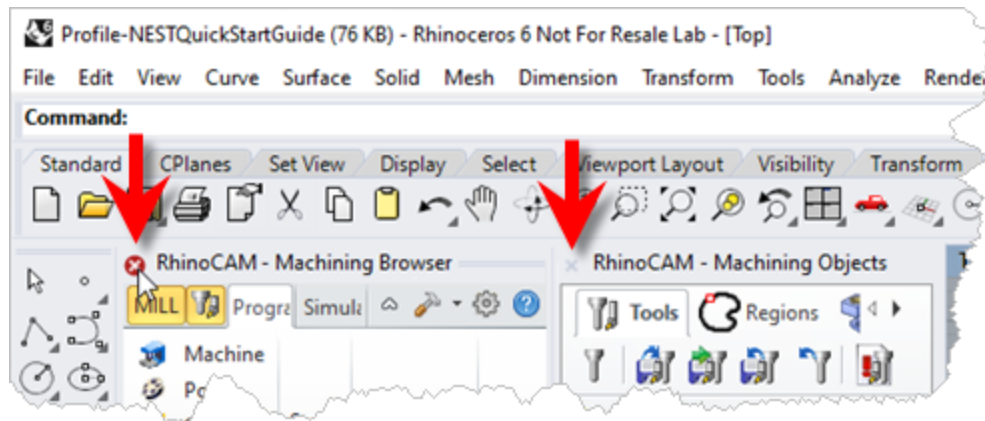 Profile-NESTQuickStartGuide (76 KB) - Rhinoceros 6 Not For Resale Lab - [Top]
File Edit View Curve Surface Solid Mesh Dimension Transform Tools Analyze
Command:
Standard CPlanes Set View Display Select Viewport Layout Visibility Transform
RhinoCAM - Machining Browser RhinoCAM - Machining Objects
MILL Progra Simula Tools Regions
Machine